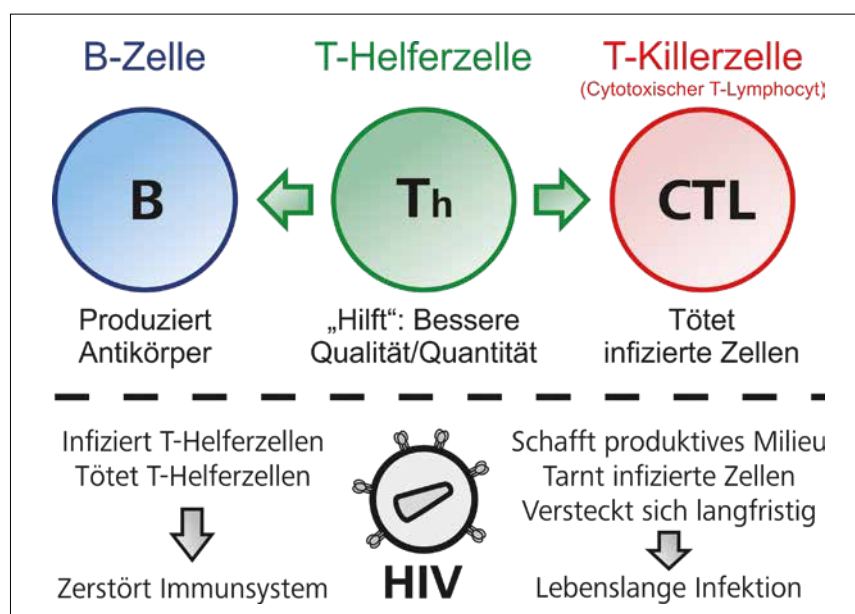 B-Zelle
T-Helferzelle
T-Killerzelle
(Cytotoxischer T-Lymphocyt)
B
Th
CTL
Produziert
Antikörper
„Hilft“: Bessere
Qualität/Quantität
Tötet
infizierte Zellen
Infiziert T-Helferzellen
Tötet T-Helferzellen
Zerstört Immunsystem
HIV
Schafft produktives Milieu
Tarnt infizierte Zellen
Versteckt sich langfristig
Lebenslange Infektion